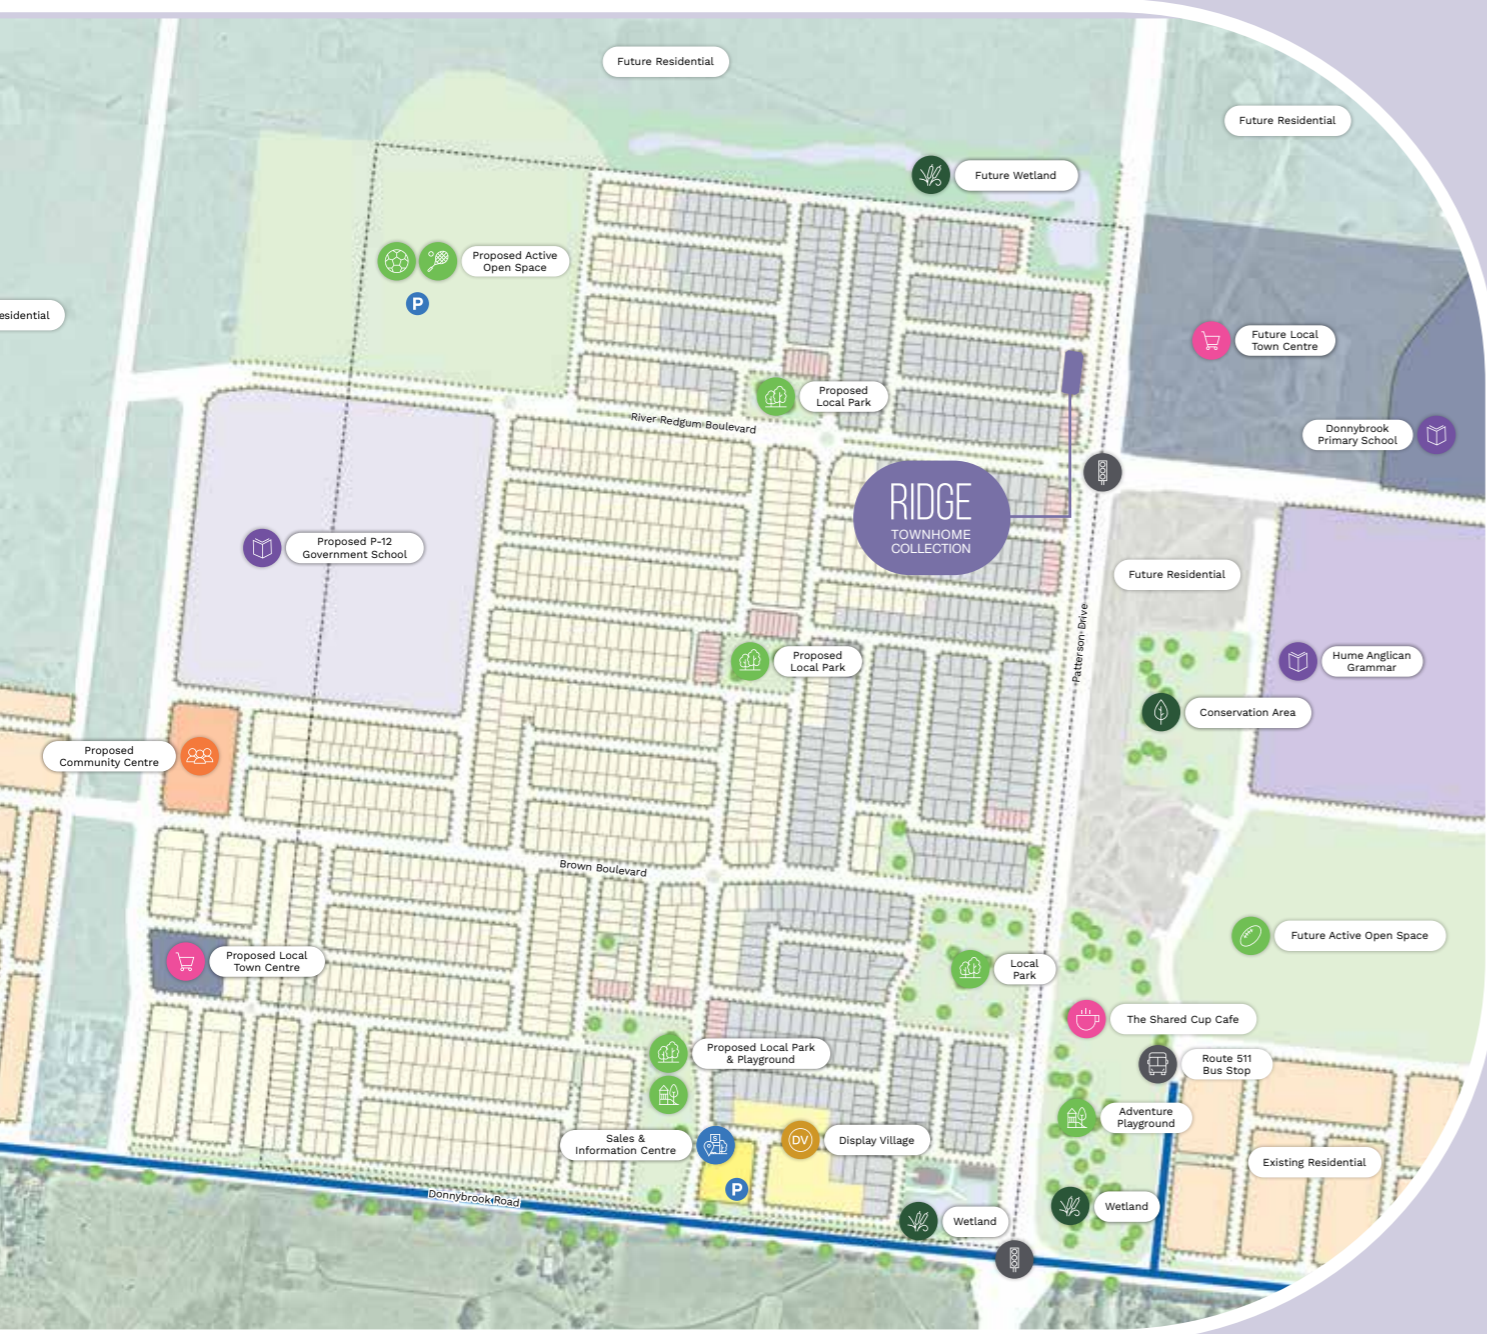 Future Residential
Future Residential
Future Wetland
Proposed Active
Open Space
P
esidential
Future Local
Town Centre
Proposed
Local Park
River Redgum Boulevard
Donnybrook
Primary School
RIDGE
TOWNHOME
COLLECTION
Proposed P-12
Government School
Future Residential
Patterson Drive
Proposed
Local Park
Hume Anglican
Grammar
Conservation Area
Proposed
Community Centre
Brown Boulevard
Future Active Open Space
Proposed Local
Town Centre
Local
Park
The Shared Cup Cafe
Proposed Local Park
& Playground
Route 511
Bus Stop
Adventure
Playground
Sales &
Information Centre
S
DV
Display Village
Existing Residential
P
Donnybrook Road
Wetland
Wetland